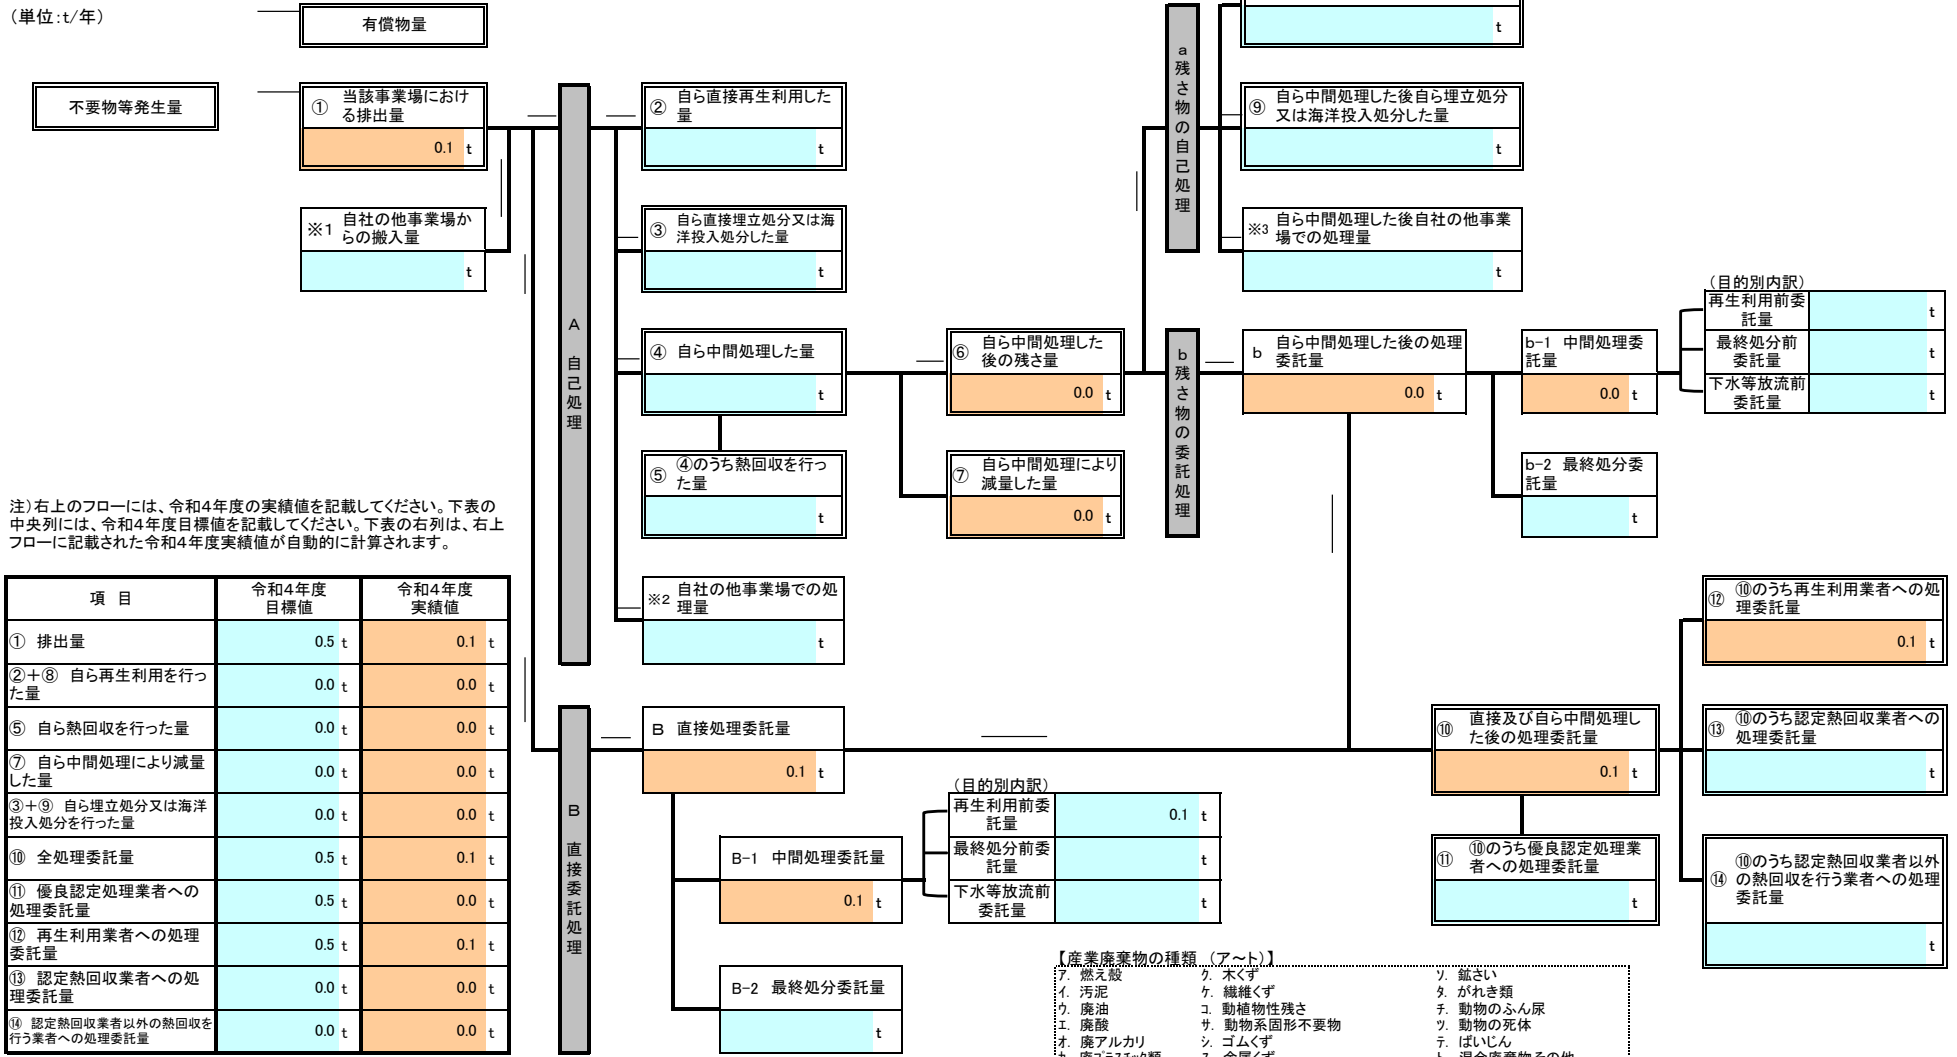 (単位:t/年)
有償物量
t
不要物等発生量
① 当該事業場におけ
る排出量
0.1 t
※1 自社の他事業場か
らの搬入量
t
A 自己処理
② 自ら直接再生利用した
量
t
③ 自ら直接埋立処分又は海
洋投入処分した量
t
④ 自ら中間処理した量
t
⑤ ④のうち熱回収を行っ
た量
t
※2 自社の他事業場での処
理量
t
⑥ 自ら中間処理した
後の残さ量
0.0 t
⑦ 自ら中間処理により
減量した量
0.0 t
a 残さ物の自己処理
⑨ 自ら中間処理した後自ら埋立処分
又は海洋投入処分した量
t
※3 自ら中間処理した後自社の他事業
場での処理量
t
b 残さ物の委託処理
b 自ら中間処理した後の処理
委託量
0.0 t
b-1 中間処理委
託量
0.0 t
b-2 最終処分委
託量
t
(目的別内訳)
再生利用前委
託量
t
最終処分前
委託量
t
下水等放流前
委託量
t
注)右上のフローには、令和4年度の実績値を記載してください。下表の
中央列には、令和4年度目標値を記載してください。下表の右列は、右上
フローに記載された令和4年度実績値が自動的に計算されます。
項 目 令和4年度
目標値 令和4年度
実績値
① 排出量 0.5 t 0.1 t
②+⑧ 自ら再生利用を行っ
た量 0.0 t 0.0 t
⑤ 自ら熱回収を行った量 0.0 t 0.0 t
⑦ 自ら中間処理により減量
した量 0.0 t 0.0 t
③+⑨ 自ら埋立処分又は海洋
投入処分を行った量 0.0 t 0.0 t
⑩ 全処理委託量 0.5 t 0.1 t
⑪ 優良認定処理業者への
処理委託量 0.5 t 0.0 t
⑫ 再生利用業者への処理
委託量 0.5 t 0.1 t
⑬ 認定熱回収業者への処
理委託量 0.0 t 0.0 t
⑭ 認定熱回収業者以外の熱回収を
行う業者への処理委託量 0.0 t 0.0 t
B 直接委託処理
B 直接処理委託量
0.1 t
B-1 中間処理委託量
0.1 t
B-2 最終処分委託量
t
(目的別内訳)
再生利用前委
託量
0.1 t
最終処分前委
託量
t
下水等放流前
委託量
t
⑩ 直接及び自ら中間処理し
た後の処理委託量
0.1 t
⑪ ⑩のうち優良認定処理業
者への処理委託量
t
⑫ ⑩のうち再生利用業者への処
理委託量
0.1 t
⑬ ⑩のうち認定熱回収業者への
処理委託量
t
⑭ ⑩のうち認定熱回収業者以外
の熱回収を行う業者への処理
委託量
t
【産業廃棄物の種類 (ア~ト)】
ア. 燃え殻 ク. 木くず ソ. 鉱さい
イ. 汚泥 ケ. 繊維くず タ. がれき類
ウ. 廃油 コ. 動植物性残さ チ. 動物のふん尿
エ. 廃酸 サ. 動物系固形不要物 ツ. 動物の死体
オ. 廃アルカリ シ. ゴムくず テ. ばいじん
カ. 廃プラスチック類 ス. 金属くず ト. 混合廃棄物その他